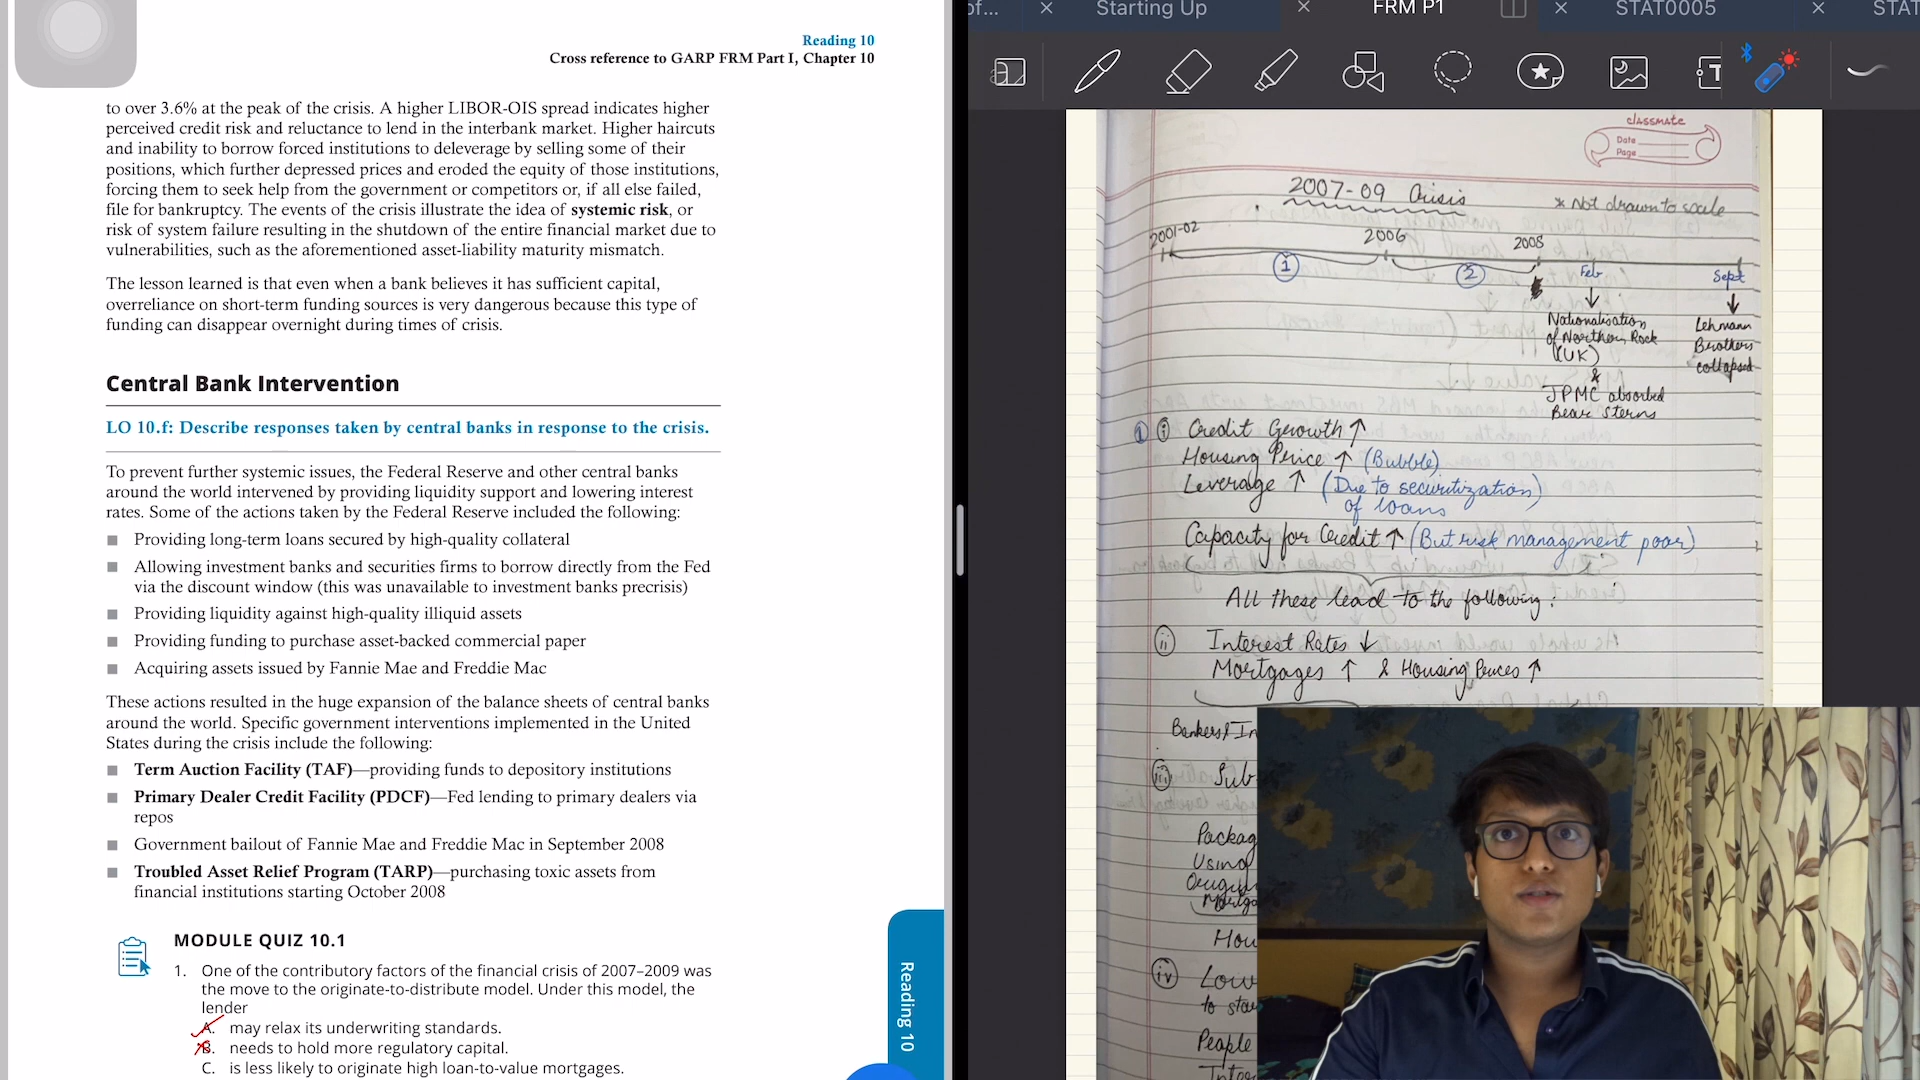 Reading 10
Cross reference to GARP FRM Part I, Chapter 10
to over 3.6% at the peak of the crisis. A higher LIBOR-OIS spread indicates higher
perceived credit risk and reluctance to lend in the interbank market. Higher haircuts
and inability to borrow forced institutions to deleverage by selling some of their
positions, which further depressed prices and eroded the equity of those institutions,
forcing them to seek help from the government or competitors or, if all else failed,
file for bankruptcy. The events of the crisis illustrate the idea of systemic risk, or
risk of system failure resulting in the shutdown of the entire financial market due to
vulnerabilities, such as the aforementioned asset-liability maturity mismatch.
The lesson learned is that even when a bank believes it has sufficient capital,
overreliance on short-term funding sources is very dangerous because this type of
funding can disappear overnight during times of crisis.
Central Bank Intervention
LO 10.f: Describe responses taken by central banks in response to the crisis.
To prevent further systemic issues, the Federal Reserve and other central banks
around the world intervened by providing liquidity support and lowering interest
rates. Some of the actions taken by the Federal Reserve included the following:
Providing long-term loans secured by high-quality collateral
Allowing investment banks and securities firms to borrow directly from the Fed
via the discount window (this was unavailable to investment banks precrisis)
Providing liquidity against high-quality illiquid assets
Providing funding to purchase asset-backed commercial paper
Acquiring assets issued by Fannie Mae and Freddie Mac
These actions resulted in the huge expansion of the balance sheets of central banks
around the world. Specific government interventions implemented in the United
States during the crisis include the following:
Term Auction Facility (TAF)—providing funds to depository institutions
Primary Dealer Credit Facility (PDCF)—Fed lending to primary dealers via
repos
Government bailout of Fannie Mae and Freddie Mac in September 2008
Troubled Asset Relief Program (TARP)—purchasing toxic assets from
financial institutions starting October 2008
MODULE QUIZ 10.1
1. One of the contributory factors of the financial crisis of 2007–2009 was
the move to the originate-to-distribute model. Under this model, the
lender
A. may relax its underwriting standards.
B. needs to hold more regulatory capital.
C. is less likely to originate high loan-to-value mortgages.
Reading 10
of...
Starting Up
FRM P1
STAT0005
STAT
classmate
Date
Page
2007-09 Crisis
* Not drawn to scale
2001-02
2006
2008
1
2
Feb
Sept
Nationalisation
of Northern Rock
(UK)
&
JPMC absorbed
Bear Sterns
Lehmann
Brothers
collapsed
1 i Credit Growth ↑
Housing Price ↑ (Bubble)
Leverage ↑ (Due to securitization)
of loans
Capacity for Credit ↑ (But risk management poor)
All these lead to the following:
ii Interest Rates ↓
Mortgages ↑ & Housing Prices ↑
Bankers & In
iii Sub
Packag
Using
Origin
Mortga
Hou
iv Low
to sta
People
Inter